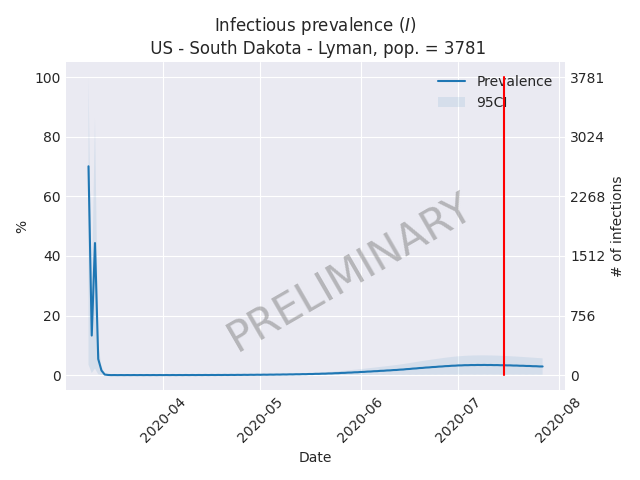 Infectious prevalence (I)
US - South Dakota - Lyman, pop. = 3781
100
80
60
40
20
0
%
3781
3024
2268
1512
756
0
# of infections
Prevalence
95CI
PRELIMINARY
2020-04
2020-05
2020-06
2020-07
2020-08
Date